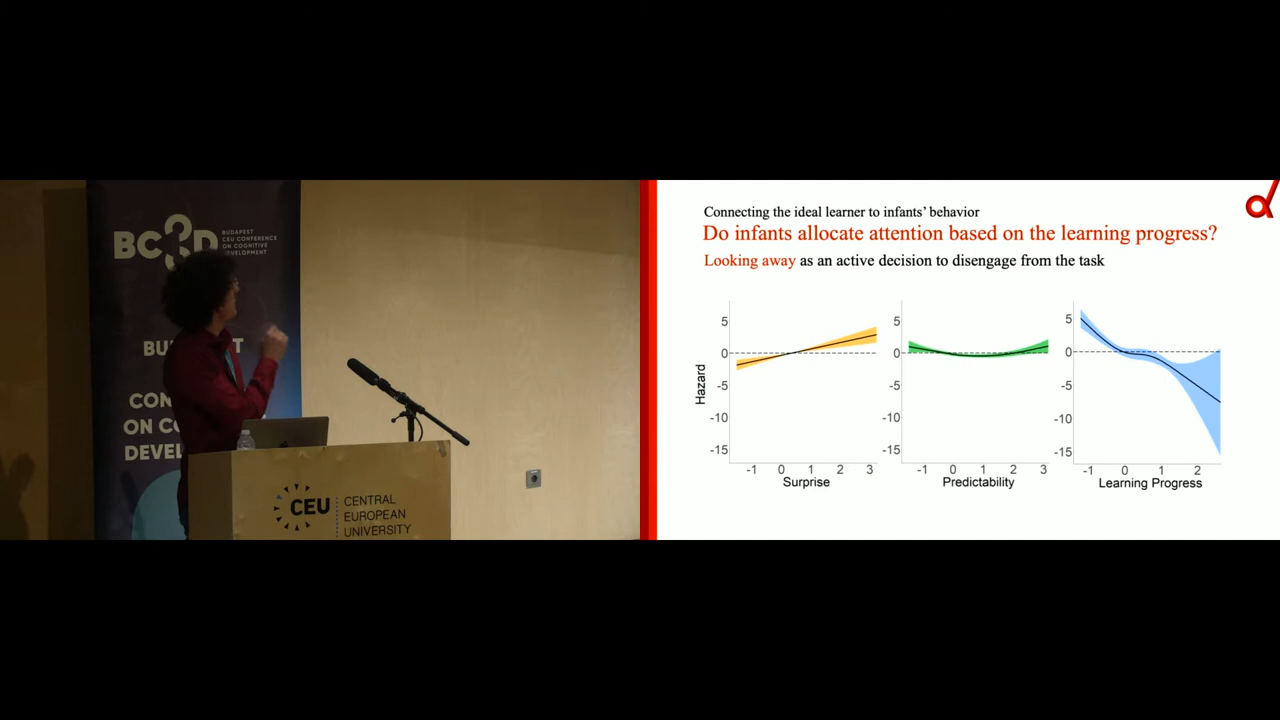 BC3D
BUDAPEST
CEU CONFERENCE
ON COGNITIVE
DEVELOPMENT
CEU
CENTRAL
EUROPEAN
UNIVERSITY
Connecting the ideal learner to infants' behavior
Do infants allocate attention based on the learning progress?
Looking away as an active decision to disengage from the task
Hazard
5
0
-5
-10
-15
-1 0 1 2 3
Surprise
5
0
-5
-10
-15
-1 0 1 2 3
Predictability
5
0
-5
-10
-15
-1 0 1 2
Learning Progress